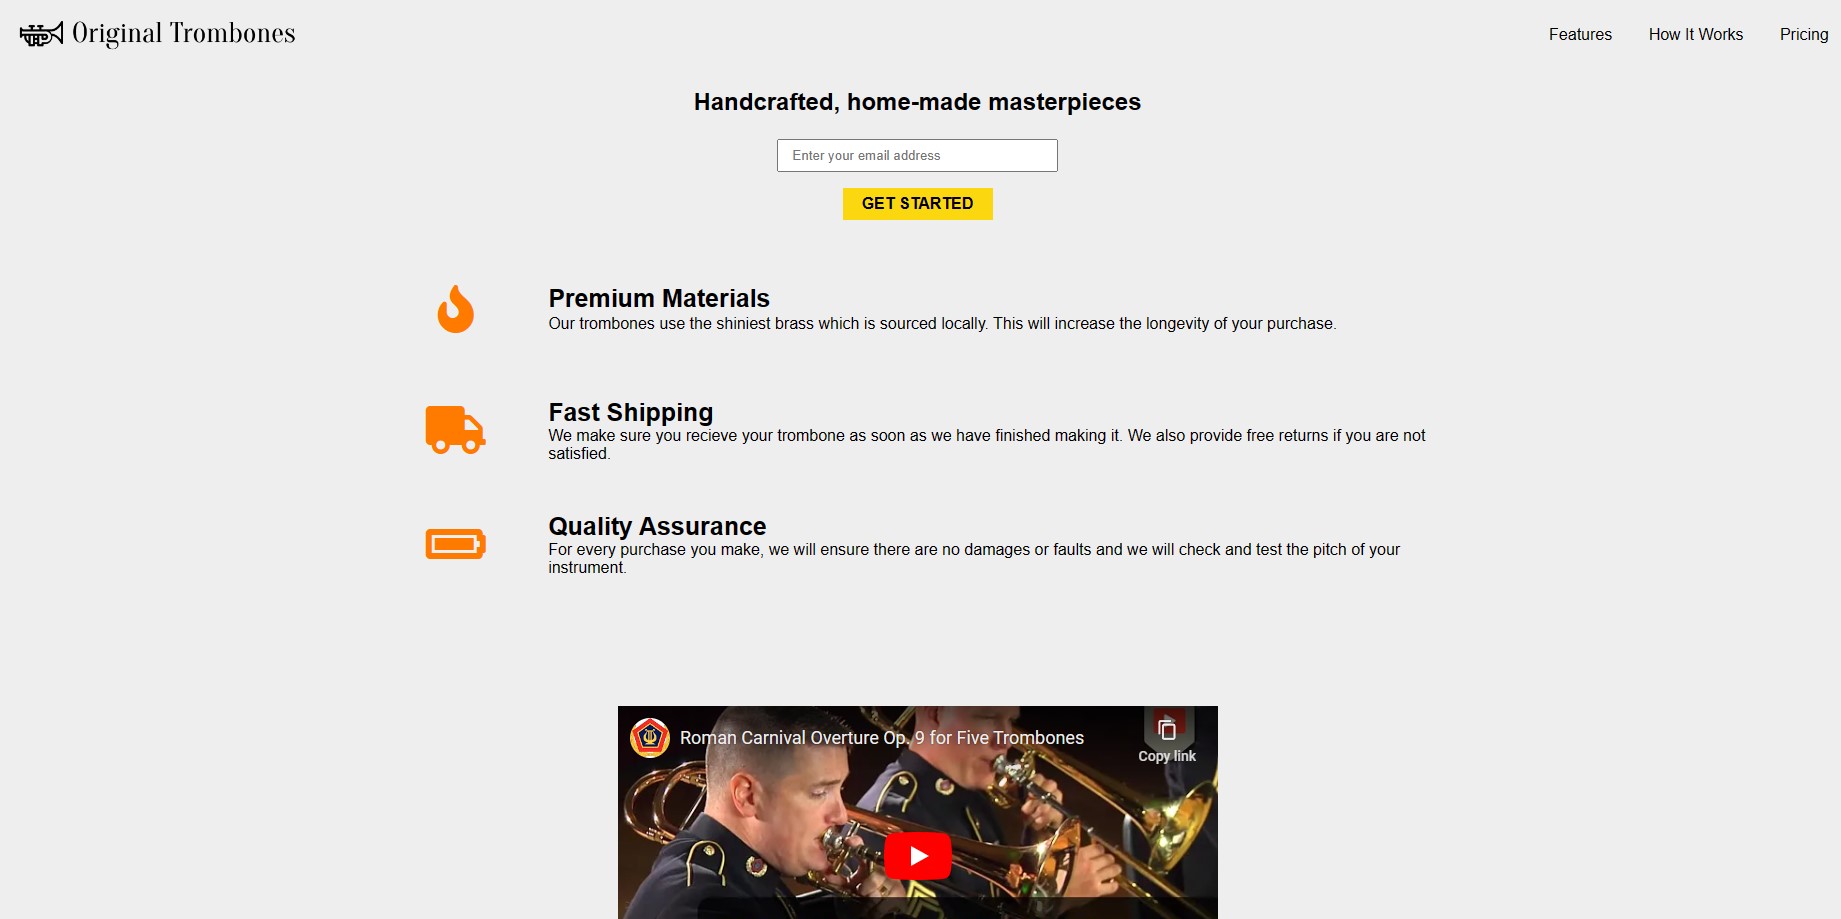 Original Trombones
Features
How It Works
Pricing
Handcrafted, home-made masterpieces
Enter your email address
GET STARTED
Premium Materials
Our trombones use the shiniest brass which is sourced locally. This will increase the longevity of your purchase.
Fast Shipping
We make sure you recieve your trombone as soon as we have finished making it. We also provide free returns if you are not
satisfied.
Quality Assurance
For every purchase you make, we will ensure there are no damages or faults and we will check and test the pitch of your
instrument.
Roman Carnival Overture Op. 9 for Five Trombones
Copy link